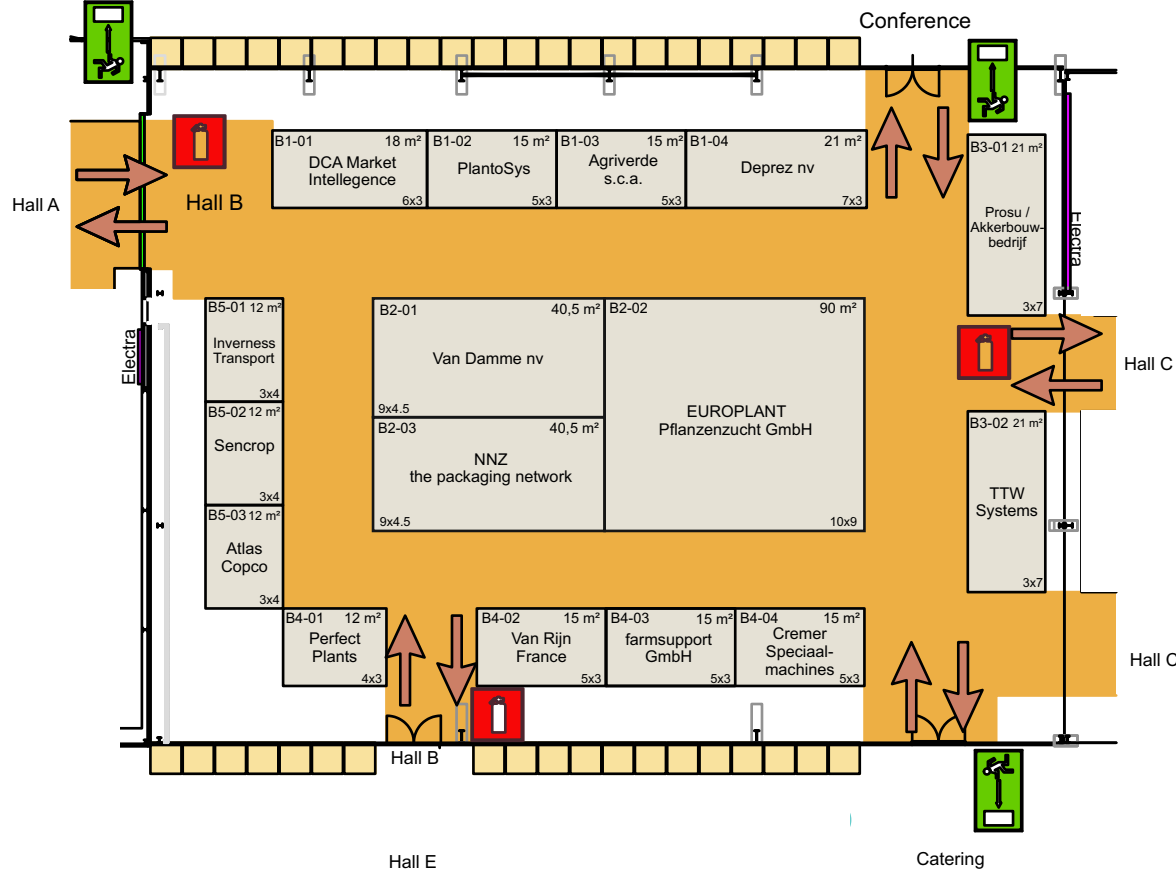 Conference
Hall A
Hall B
B1-01 18 m²
DCA Market
Intellegence
6x3
B1-02 15 m²
PlantoSys
5x3
B1-03 15 m²
Agriverde
s.c.a.
5x3
B1-04 21 m²
Deprez nv
7x3
B3-01 21 m²
Prosu /
Akkerbouw-
bedrijf
3x7
Electra
Hall C
B5-01 12 m²
Inverness
Transport
3x4
Electra
B5-02 12 m²
Sencrop
3x4
B5-03 12 m²
Atlas
Copco
3x4
B2-01 40,5 m²
Van Damme nv
9x4.5
B2-03 40,5 m²
NNZ
the packaging network
9x4.5
B2-02 90 m²
EUROPLANT
Pflanzenzucht GmbH
10x9
B3-02 21 m²
TTW
Systems
3x7
Hall C
B4-01 12 m²
Perfect
Plants
4x3
B4-02 15 m²
Van Rijn
France
5x3
B4-03 15 m²
farmsupport
GmbH
5x3
B4-04 15 m²
Cremer
Speciaal-
machines
5x3
Hall B
Hall E
Catering